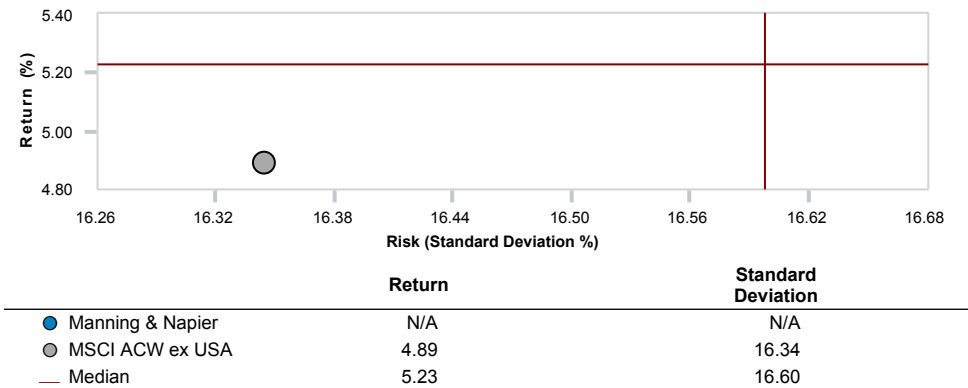 5.40
5.20
5.00
4.80
Return (%)
16.26 16.32 16.38 16.44 16.50 16.56 16.62 16.68
Risk (Standard Deviation %)
Return Standard Deviation
Manning & Napier N/A N/A
MSCI ACW ex USA 4.89 16.34
Median 5.23 16.60